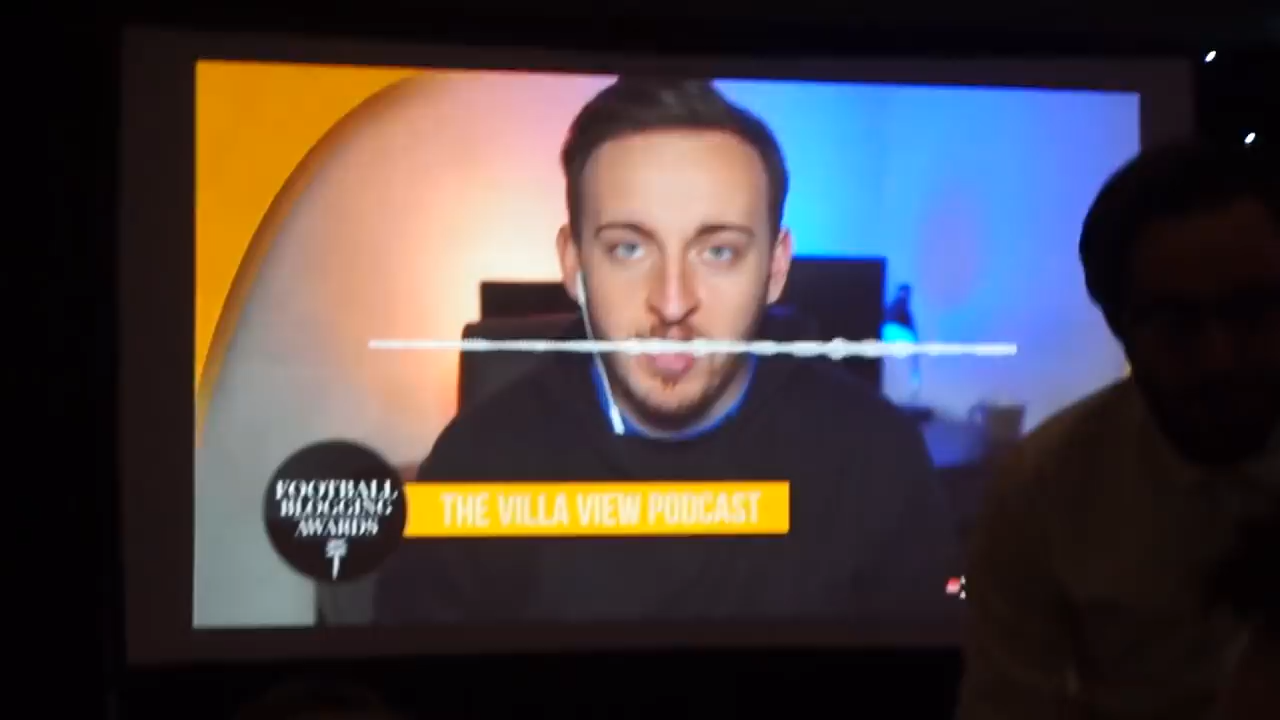 FOOTBALL
BLOGGING
AWARDS
THE VILLA VIEW PODCAST